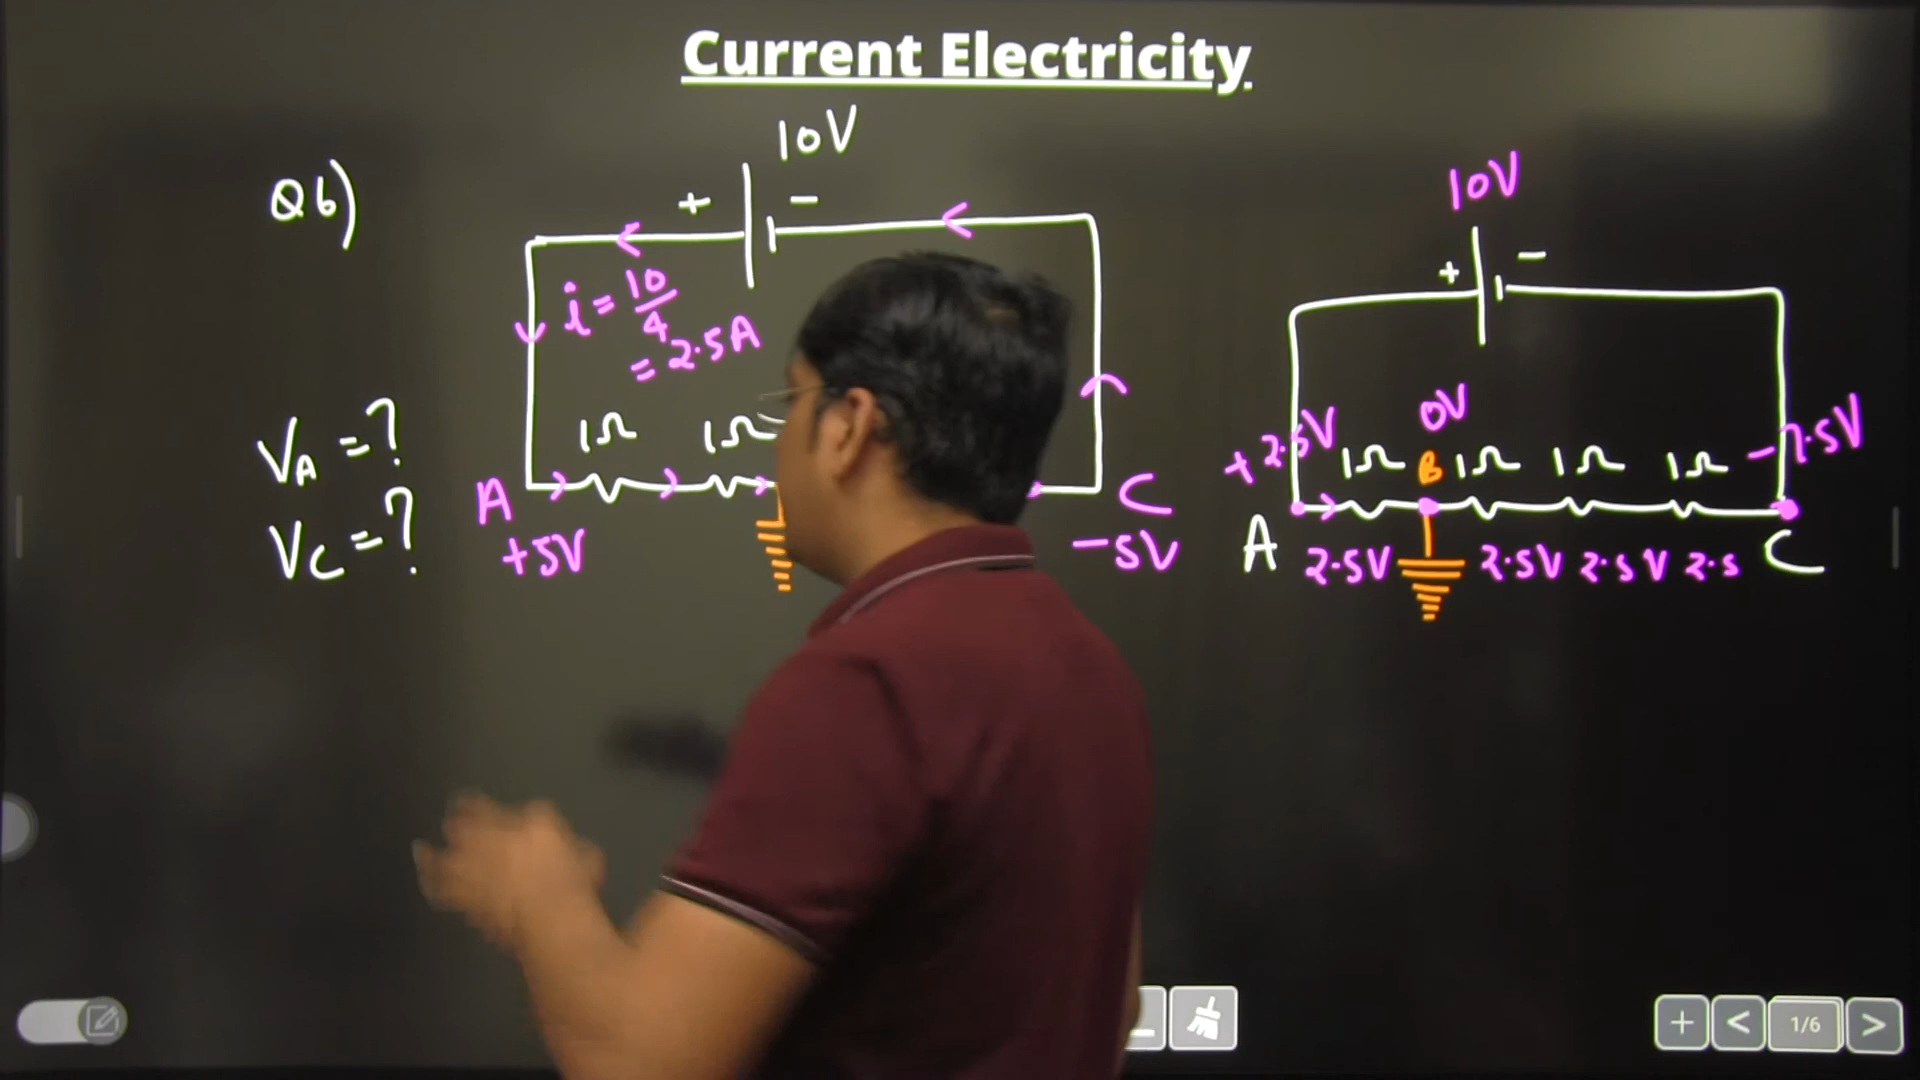 Current Electricity
Q6)
10V
+ −
i = 10/4
= 2.5A
1Ω 1Ω
A C
+5V −5V
VA = ?
VC = ?
10V
+ −
+2.5V 0V −7.5V
1Ω B 1Ω 1Ω 1Ω
A C
2.5V 2.5V 2.5V 2.5
+ < 1/6 >